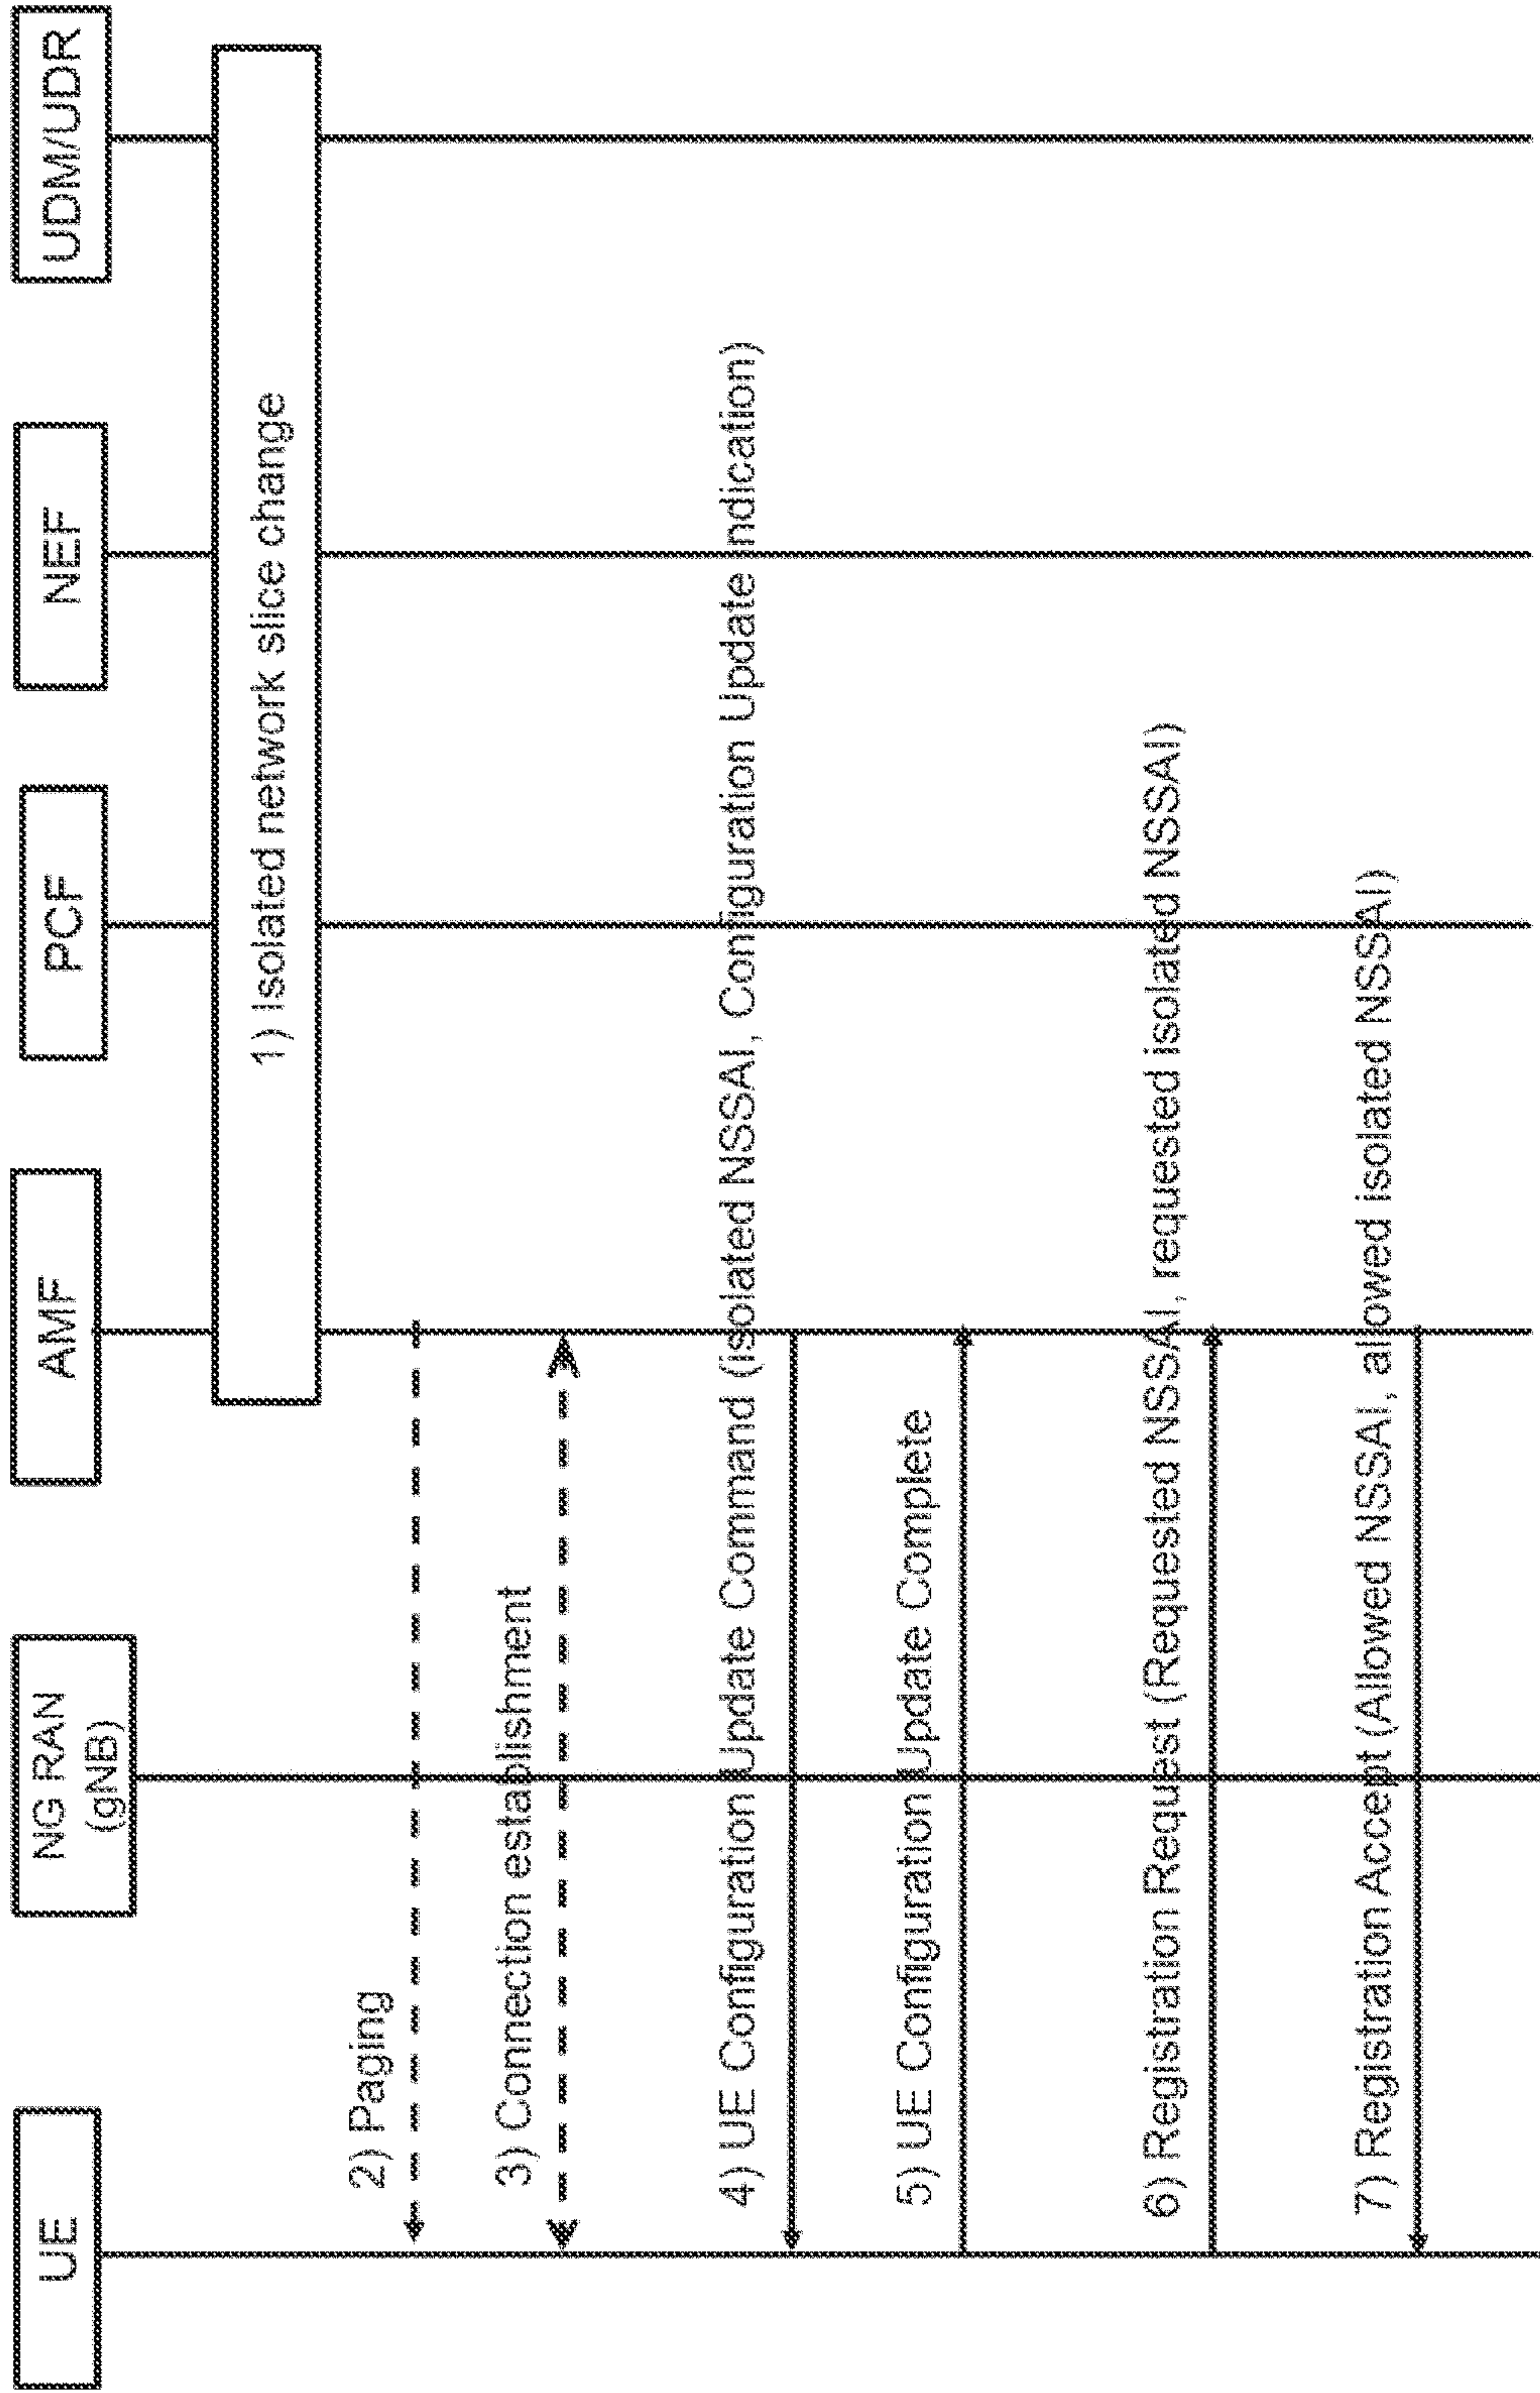 UE
NG RAN
(gNB)
AMF
PCF
NEF
UDM/UDR
1) Isolated network slice change
2) Paging
3) Connection establishment
4) UE Configuration Update Command (isolated NSSAI, Configuration Update Indication)
5) UE Configuration Update Complete
6) Registration Request (Requested NSSAI, requested isolated NSSAI)
7) Registration Accept (Allowed NSSAI, allowed isolated NSSAI)